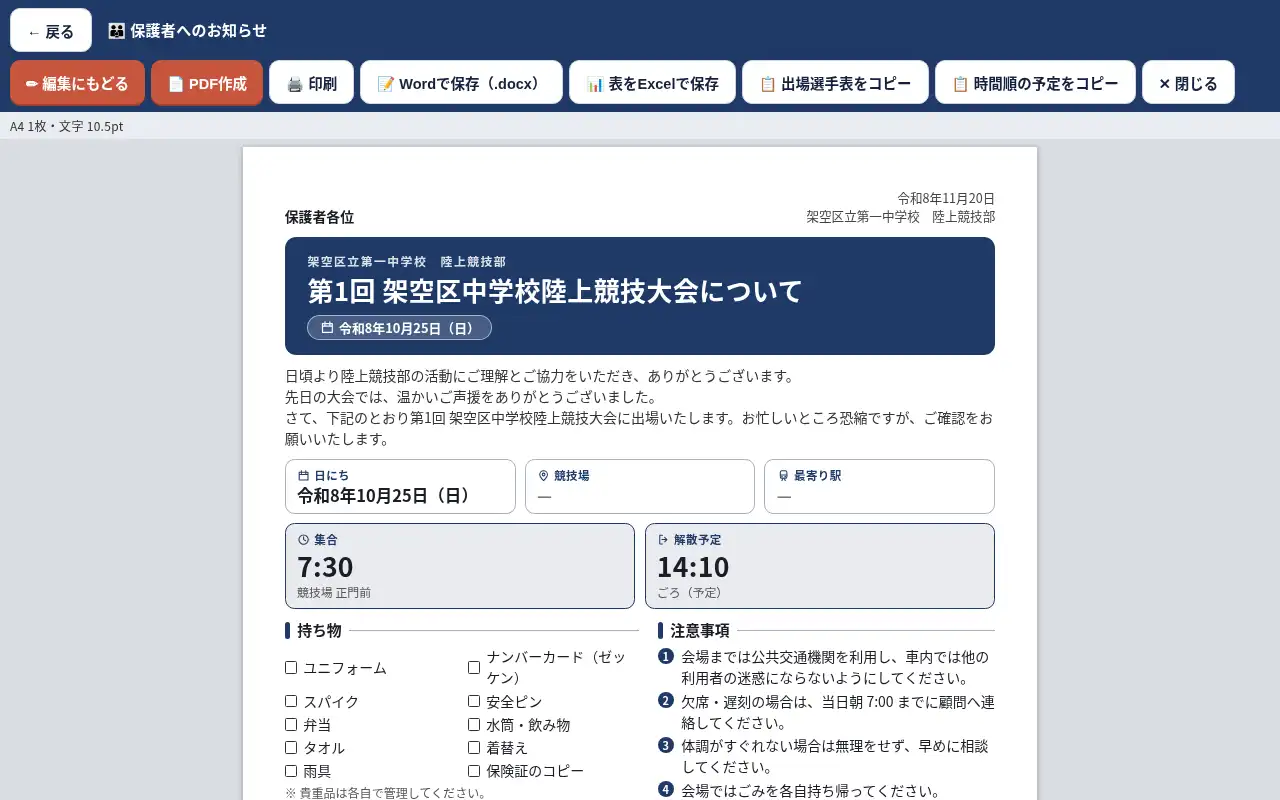 ← 戻る
保護者へのお知らせ
編集にもどる
PDF作成
印刷
Wordで保存（.docx）
表をExcelで保存
出場選手表をコピー
時間順の予定をコピー
✕ 閉じる
A4 1枚・文字 10.5pt
令和8年11月20日
保護者各位
架空区立第一中学校　陸上競技部
架空区立第一中学校　陸上競技部
第1回 架空区中学校陸上競技大会について
令和8年10月25日（日）
日頃より陸上競技部の活動にご理解とご協力をいただき、ありがとうございます。
先日の大会では、温かいご声援をありがとうございました。
さて、下記のとおり第1回 架空区中学校陸上競技大会に出場いたします。お忙しいところ恐縮ですが、ご確認をお
願いいたします。
日にち
令和8年10月25日（日）
競技場
—
最寄り駅
—
集合
7:30
競技場 正門前
解散予定
14:10
ごろ（予定）
持ち物
ユニフォーム
ナンバーカード（ゼッ
ケン）
スパイク
安全ピン
弁当
水筒・飲み物
タオル
着替え
雨具
保険証のコピー
※ 貴重品は各自で管理してください。
注意事項
1 会場までは公共交通機関を利用し、車内では他の
利用者の迷惑にならないようにしてください。
2 欠席・遅刻の場合は、当日朝 7:00 までに顧問へ連
絡してください。
3 体調がすぐれない場合は無理をせず、早めに相談
してください。
4 会場ではごみを各自持ち帰ってください。